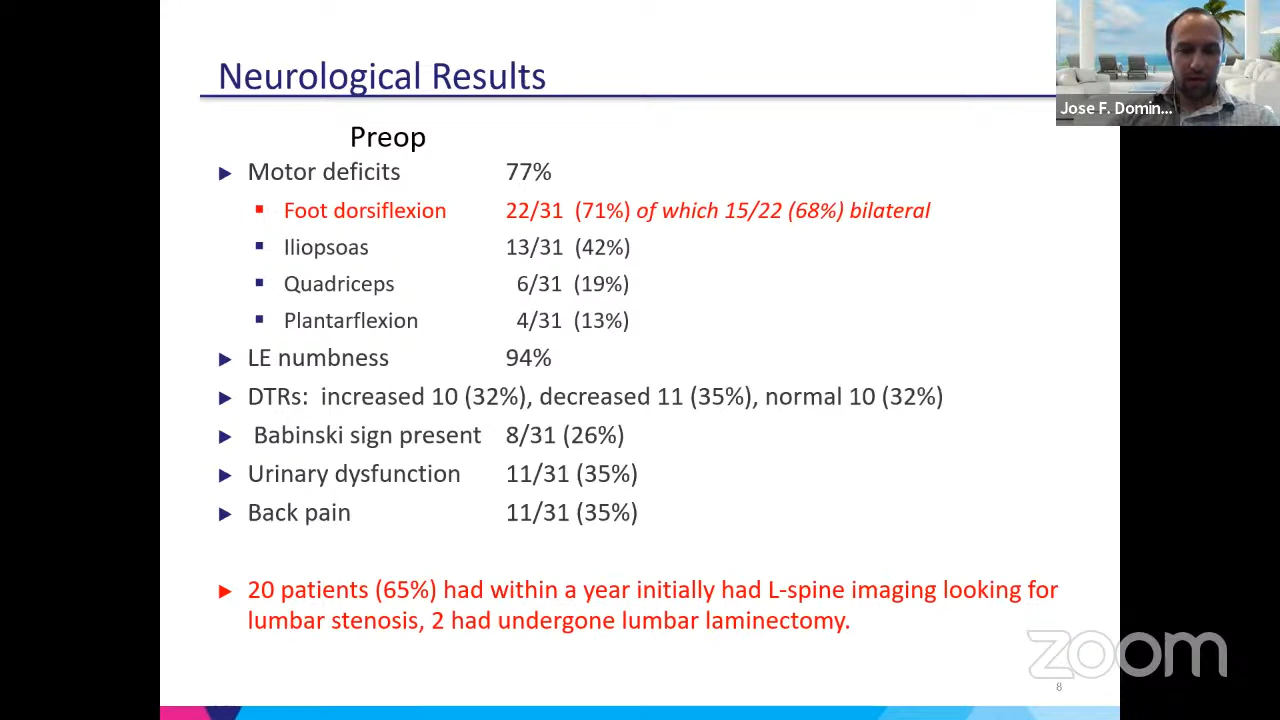 Neurological Results
Jose F. Domin...
Preop
Motor deficits 77%
Foot dorsiflexion 22/31 (71%) of which 15/22 (68%) bilateral
Iliopsoas 13/31 (42%)
Quadriceps 6/31 (19%)
Plantarflexion 4/31 (13%)
LE numbness 94%
DTRs: increased 10 (32%), decreased 11 (35%), normal 10 (32%)
Babinski sign present 8/31 (26%)
Urinary dysfunction 11/31 (35%)
Back pain 11/31 (35%)
20 patients (65%) had within a year initially had L-spine imaging looking for
lumbar stenosis, 2 had undergone lumbar laminectomy.
zoom
8